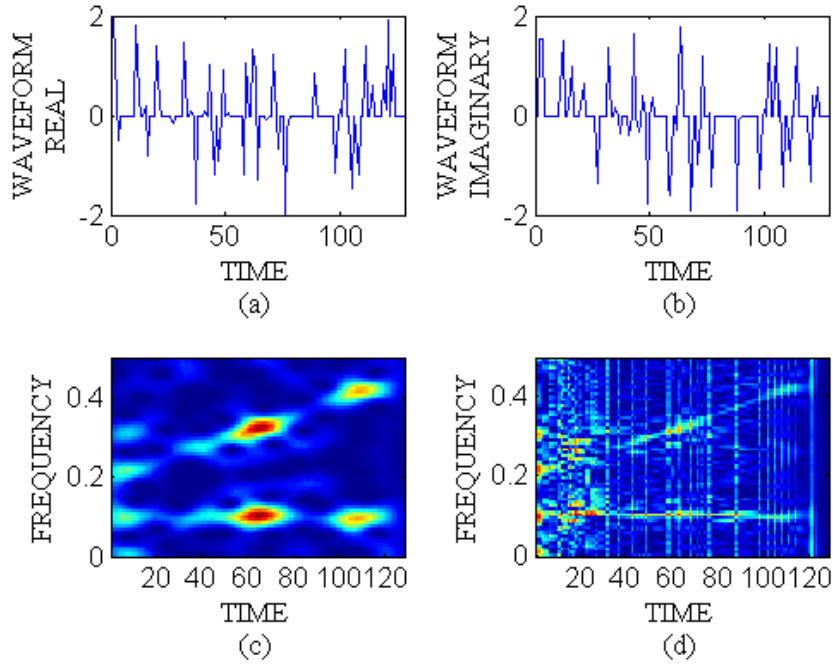 2
0
-2
WAVEFORM
REAL
0 50 100
TIME
(a)
2
0
-2
WAVEFORM
IMAGINARY
0 50 100
TIME
(b)
0.4
0.2
0
FREQUENCY
20 40 60 80 100 120
TIME
(c)
0.4
0.2
0
FREQUENCY
20 40 60 80 100 120
TIME
(d)